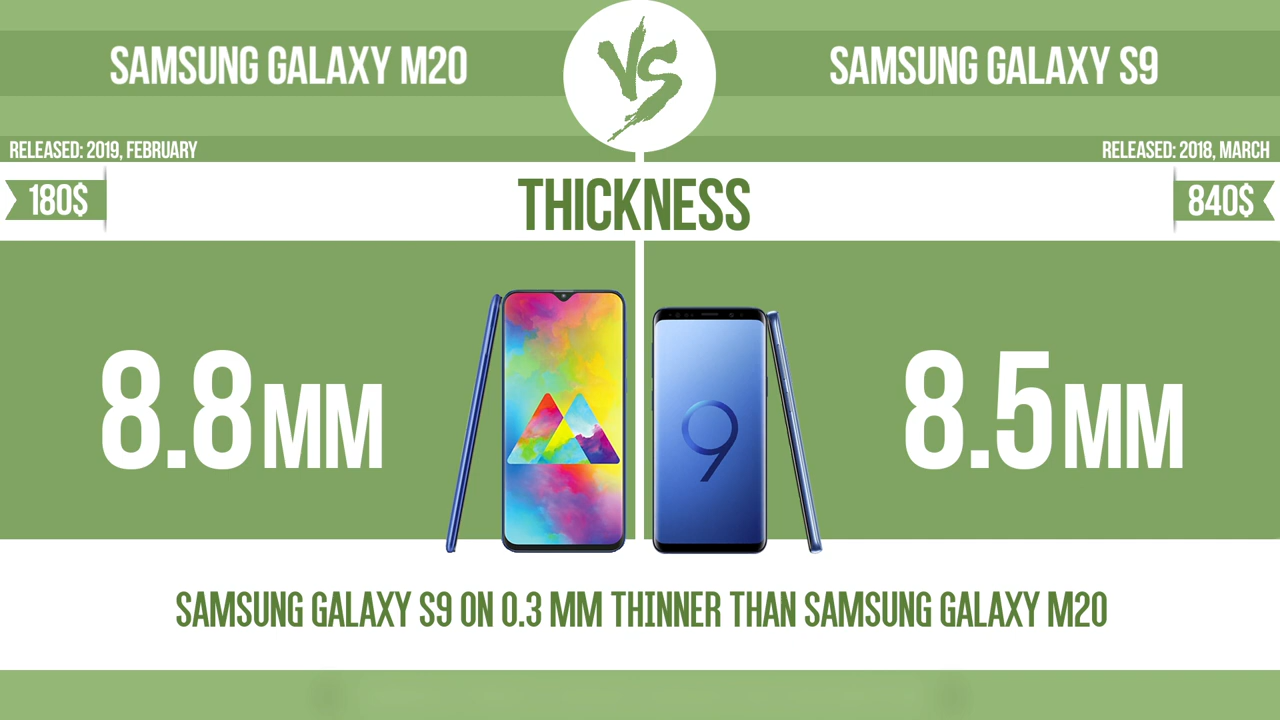 SAMSUNG GALAXY M20
VS
SAMSUNG GALAXY S9
RELEASED: 2019, FEBRUARY
RELEASED: 2018, MARCH
180$
THICKNESS
840$
8.8MM
9
8.5MM
SAMSUNG GALAXY S9 ON 0.3 MM THINNER THAN SAMSUNG GALAXY M20